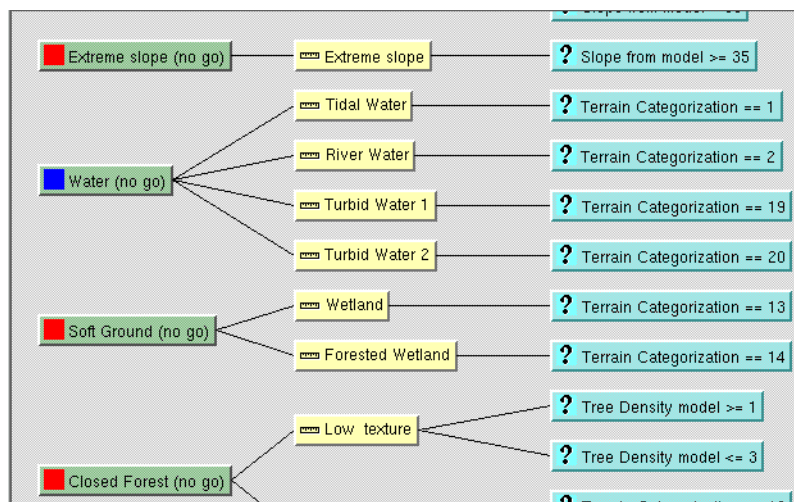 Extreme slope (no go)
Extreme slope
? Slope from model >= 35
Tidal Water
? Terrain Categorization == 1
Water (no go)
River Water
? Terrain Categorization == 2
Turbid Water 1
? Terrain Categorization == 19
Turbid Water 2
? Terrain Categorization == 20
Soft Ground (no go)
Wetland
? Terrain Categorization == 13
Forested Wetland
? Terrain Categorization == 14
Closed Forest (no go)
Low texture
? Tree Density model >= 1
? Tree Density model <= 3